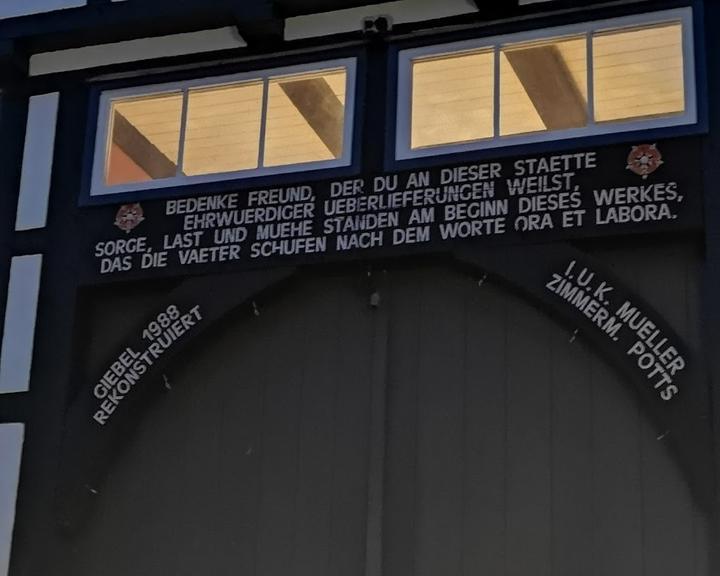 BEDENKE FREUND, DER DU AN DIESER STAETTE
EHRWUERDIGER UEBERLIEFERUNGEN WEILST,
SORGE, LAST UND MUEHE STANDEN AM BEGINN DIESES WERKES,
DAS DIE VAETER SCHUFEN NACH DEM WORTE ORA ET LABORA.
GIEBEL 1988
REKONSTRUIERT
I.U.K. MUELLER
ZIMMERM. POTTS